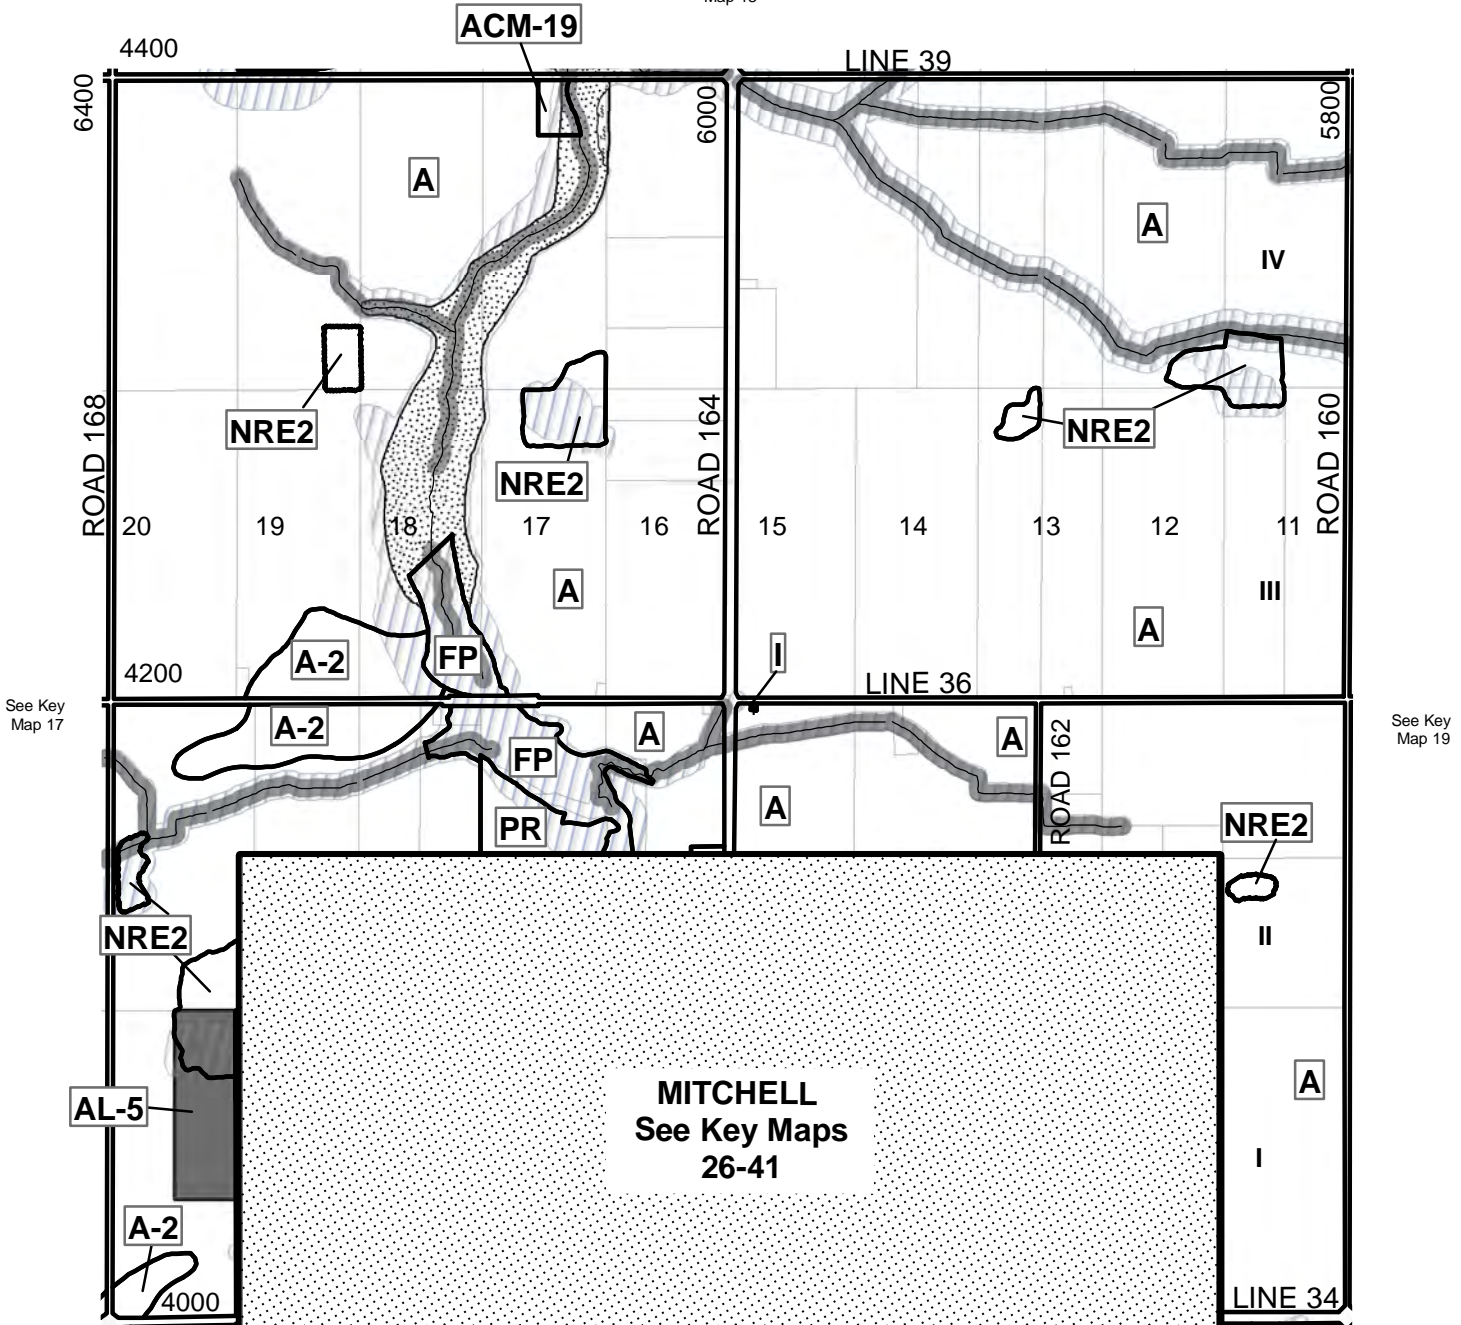 Map 18
ACM-19
4400
LINE 39
6400
6000
5800
A
A
IV
NRE2
NRE2
NRE2
ROAD 168
ROAD 164
ROAD 160
20 19 18 17 16 15 14 13 12 11
A
III
A
A-2
FP
I
4200
LINE 36
See Key
Map 17
See Key
Map 19
A-2
A
A
FP
ROAD 162
A
PR
NRE2
NRE2
II
AL-5
A
MITCHELL
See Key Maps
26-41
I
A-2
4000
LINE 34